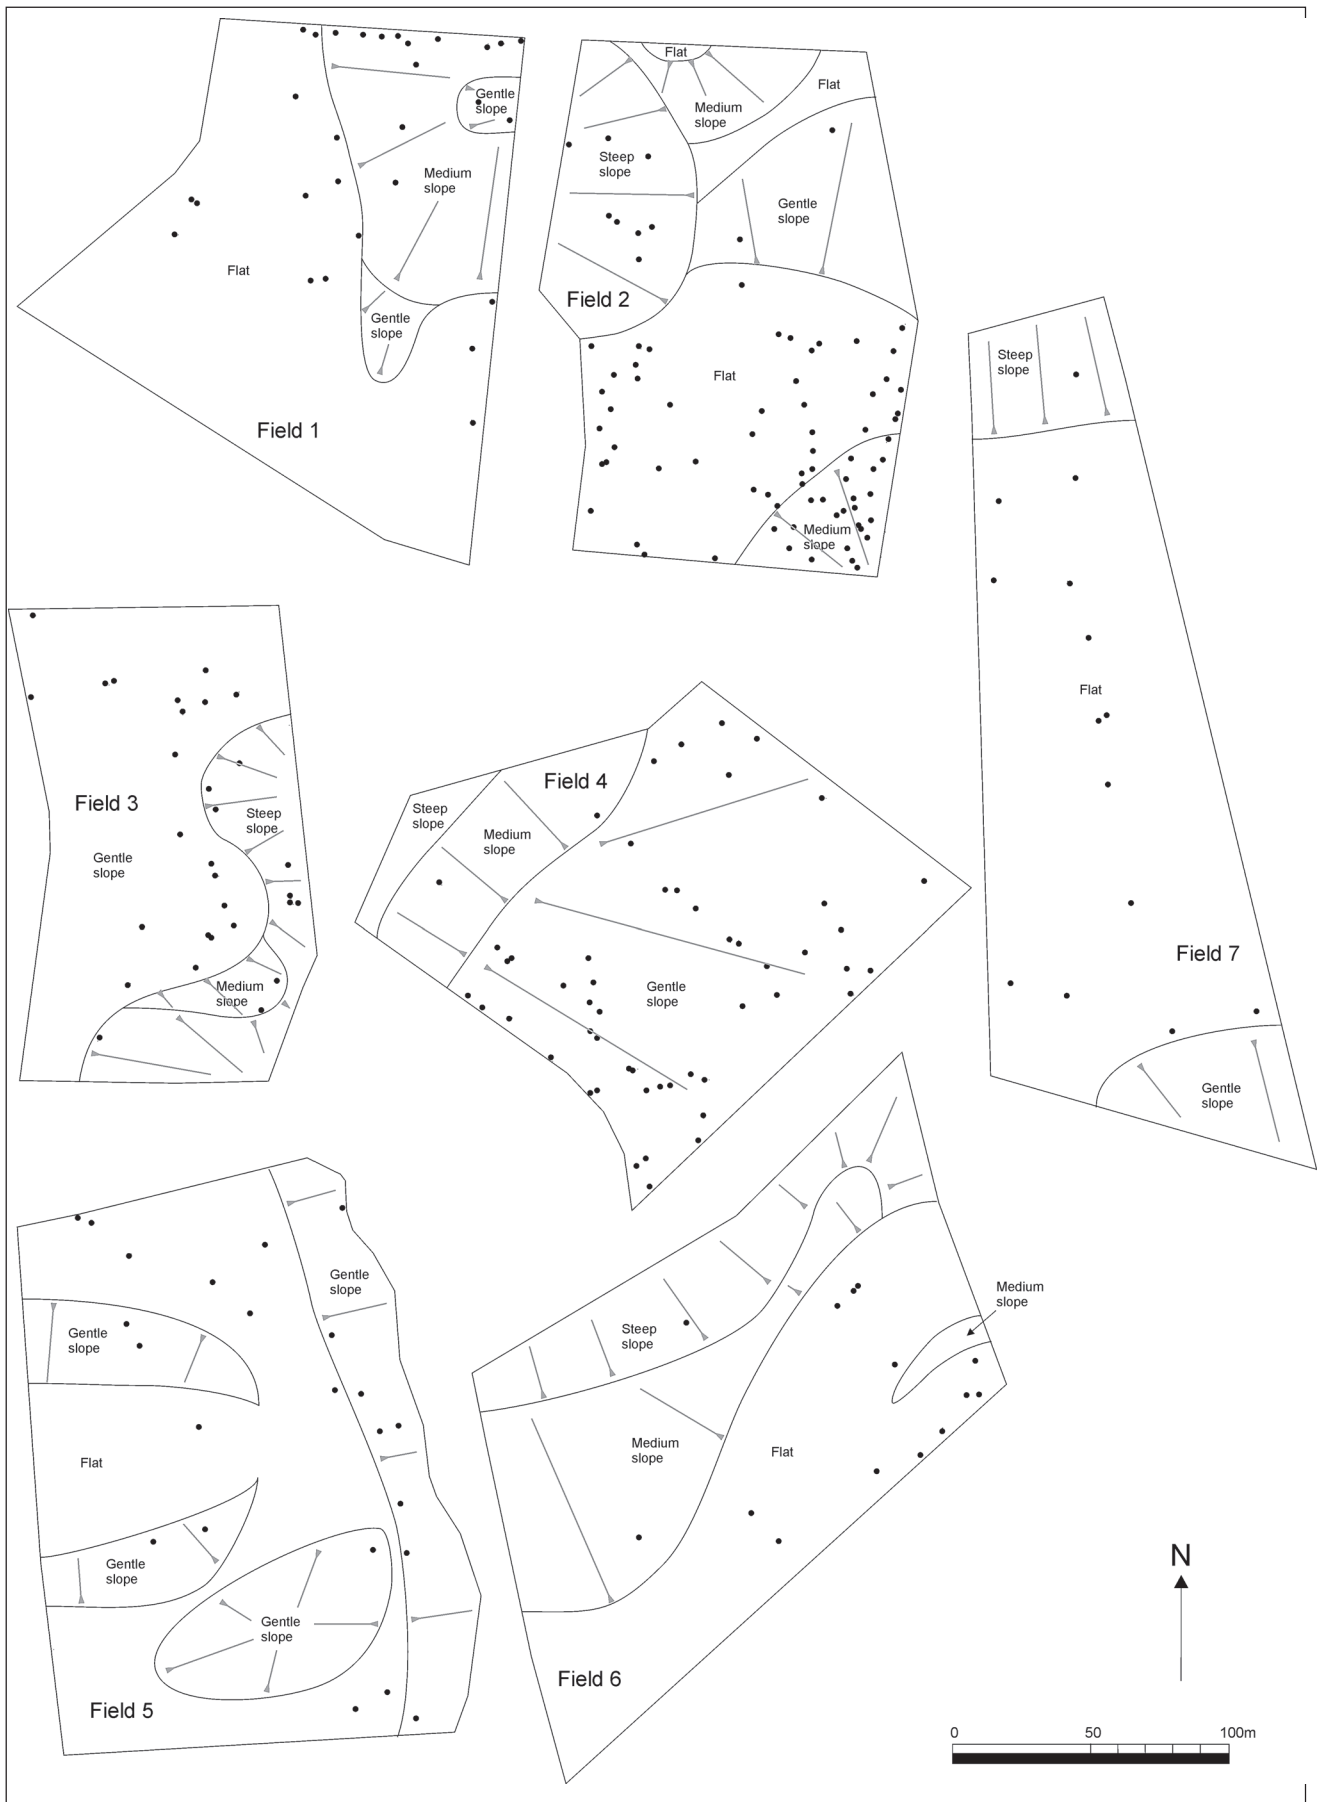 Gentle
slope
Medium
slope
Flat
Gentle
slope
Field 1
Flat
Flat
Medium
slope
Steep
slope
Gentle
slope
Field 2
Flat
Medium
slope
Steep
slope
Flat
Field 7
Gentle
slope
Field 3
Steep
slope
Gentle
slope
Medium
slope
Field 4
Steep
slope
Medium
slope
Gentle
slope
Gentle
slope
Gentle
slope
Flat
Gentle
slope
Gentle
slope
Field 5
Medium
slope
Steep
slope
Medium
slope
Flat
Field 6
N
0 50 100m